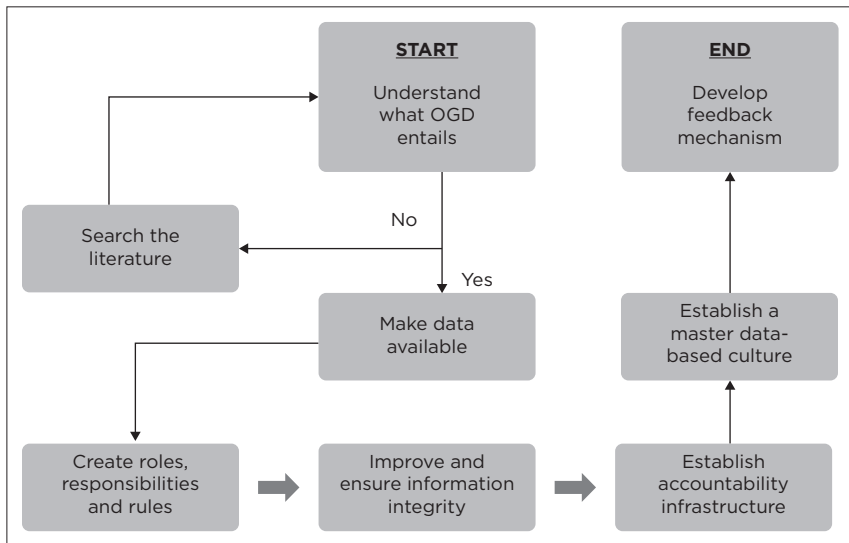 START
Understand
what OGD
entails
END
Develop
feedback
mechanism
No
Search the
literature
Yes
Make data
available
Establish a
master data-
based culture
Create roles,
responsibilities
and rules
Improve and
ensure information
integrity
Establish
accountability
infrastructure